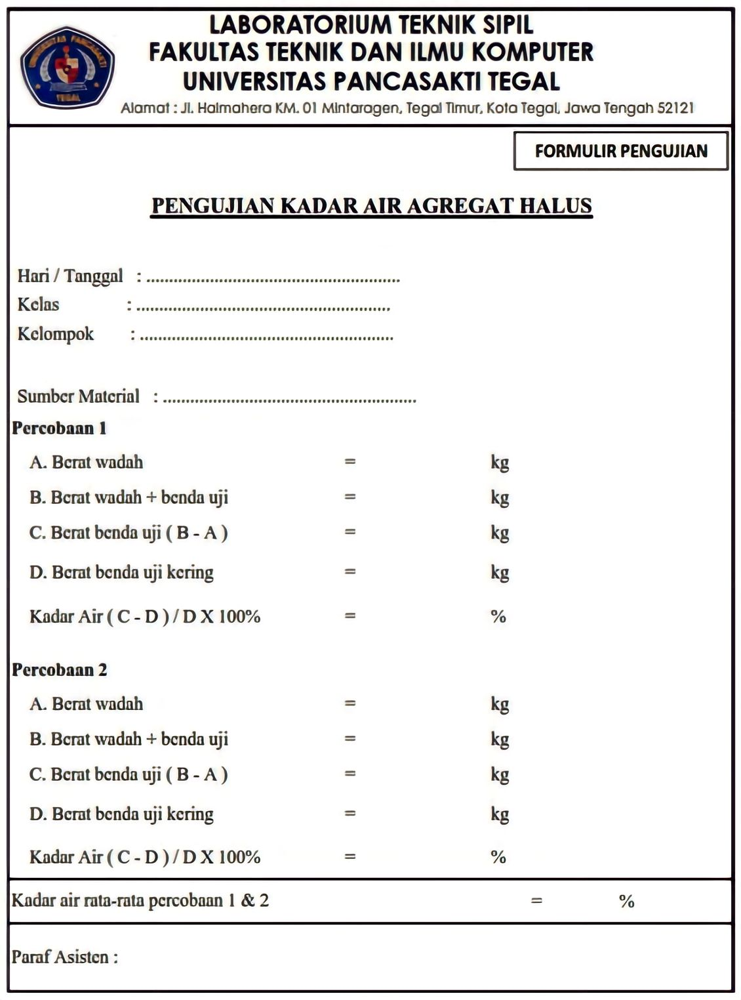 LABORATORIUM TEKNIK SIPIL
FAKULTAS TEKNIK DAN ILMU KOMPUTER
UNIVERSITAS PANCASAKTI TEGAL
Alamat : Jl. Halmahera KM. 01 Mintaragen, Tegal Timur, Kota Tegal, Jawa Tengah 52121
UNIVERSITAS PANCASAKTI
TEGAL
FORMULIR PENGUJIAN
PENGUJIAN KADAR AIR AGREGAT HALUS
Hari / Tanggal : ........................................................
Kelas : ........................................................
Kelompok : ........................................................
Sumber Material : ........................................................
Percobaan 1
A. Berat wadah = kg
B. Berat wadah + benda uji = kg
C. Berat benda uji ( B - A ) = kg
D. Berat benda uji kering = kg
Kadar Air ( C - D ) / D X 100% = %
Percobaan 2
A. Berat wadah = kg
B. Berat wadah + benda uji = kg
C. Berat benda uji ( B - A ) = kg
D. Berat benda uji kering = kg
Kadar Air ( C - D ) / D X 100% = %
Kadar air rata-rata percobaan 1 & 2 = %
Paraf Asisten :